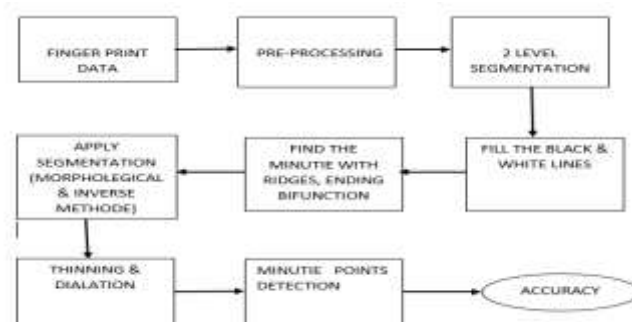 FINGER PRINT
DATA
PRE-PROCESSING
2 LEVEL
SEGMENTATION
FILL THE BLACK &
WHITE LINES
FIND THE
MINUTIE WITH
RIDGES, ENDING
BIFUNCTION
APPLY
SEGMENTATION
(MORPHELOGICAL
& INVERSE
METHODE)
THINNING &
DIALATION
MINUTIE POINTS
DETECTION
ACCURACY